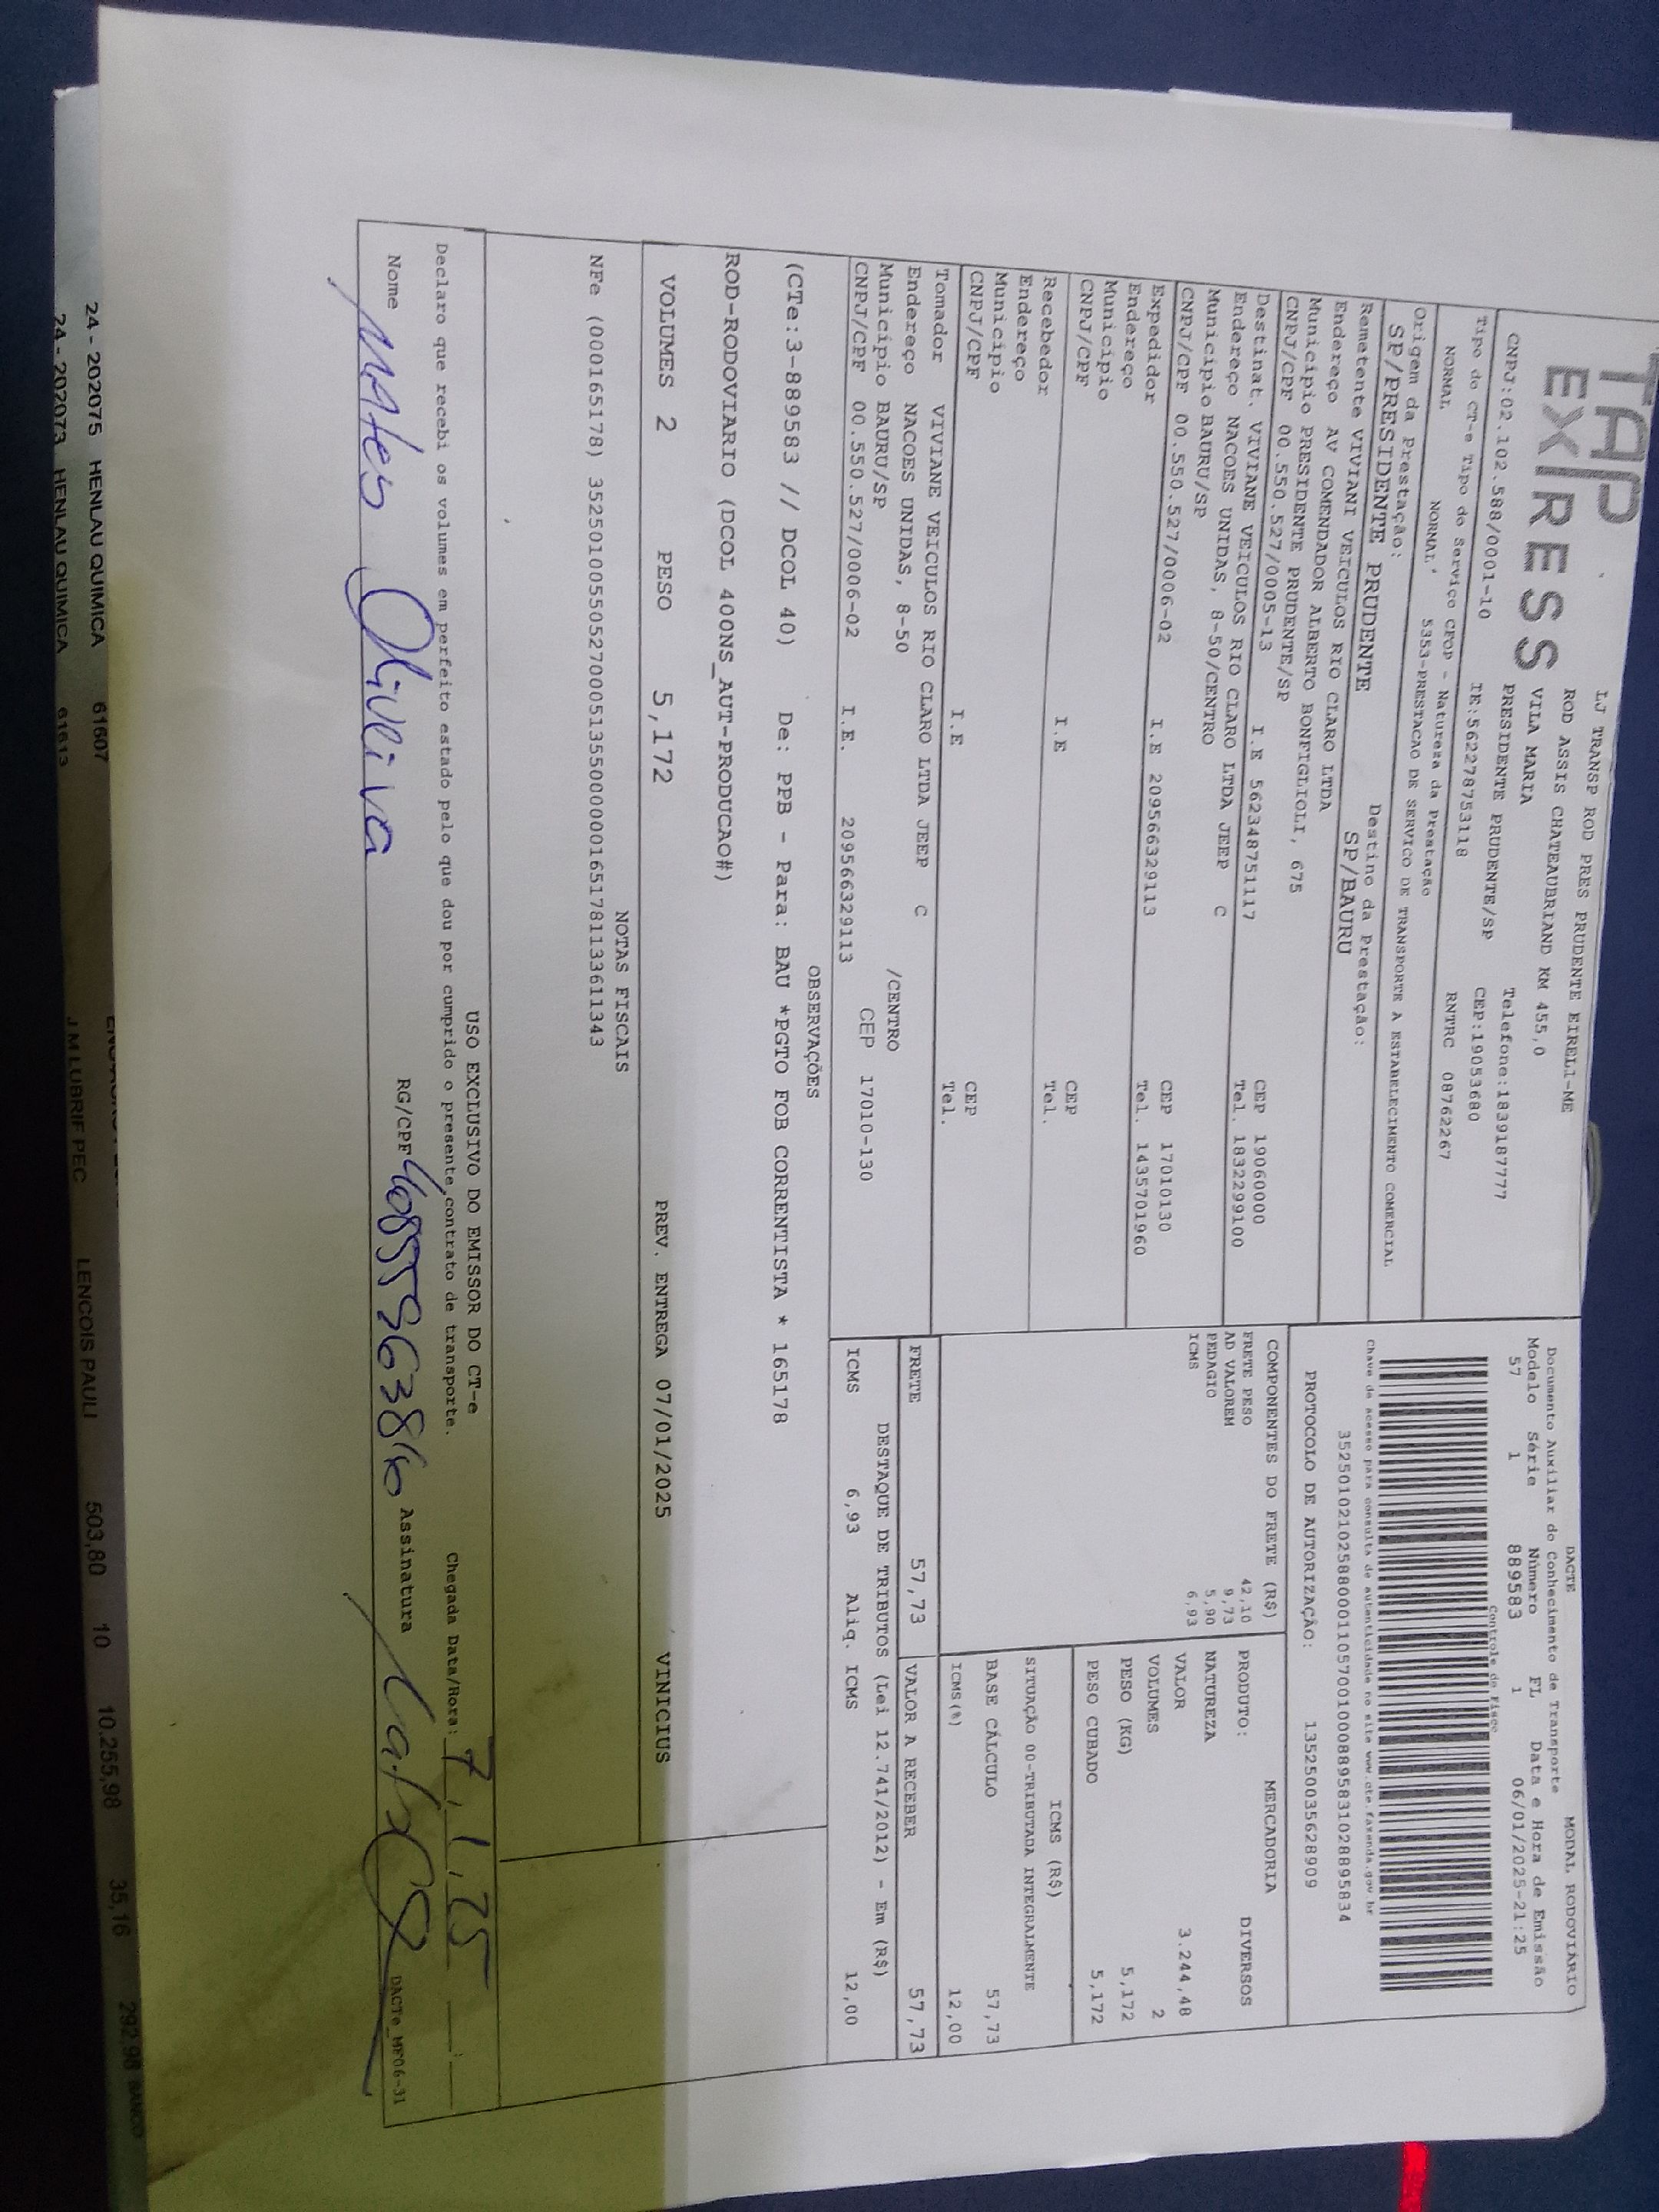 TAP
EXPRESS
LJ TRANSP ROD PRES PRUDENTE EIRELI-ME
ROD ASSIS CHATEAUBRIAND KM 455,0
VILA MARIA
PRESIDENTE PRUDENTE/SP Telefone:1839187777
CNPJ:02.102.588/0001-10 IE:562278753118 CEP:19053680
Tipo do CT-e Tipo do Serviço CFOP - Natureza da Prestação RNTRC 08762267
NORMAL NORMAL 5353-PRESTACAO DE SERVICO DE TRANSPORTE A ESTABELECIMENTO COMERCIAL
Origem da Prestação: Destino da Prestação:
SP/PRESIDENTE PRUDENTE SP/BAURU
Remetente VIVIANI VEICULOS RIO CLARO LTDA
Endereço AV COMENDADOR ALBERTO BONFIGLIOLI, 675
Município PRESIDENTE PRUDENTE/SP CEP 19060000
CNPJ/CPF 00.550.527/0005-13 I.E 562348751117 Tel. 1832299100
Destinat. VIVIANE VEICULOS RIO CLARO LTDA JEEP C
Endereço NACOES UNIDAS, 8-50/CENTRO
Município BAURU/SP CEP 17010130
CNPJ/CPF 00.550.527/0006-02 I.E 209566329113 Tel. 1435701960
Expedidor
Endereço
Município CEP
CNPJ/CPF I.E Tel.
Recebedor
Endereço
Município CEP
CNPJ/CPF I.E Tel.
Tomador VIVIANE VEICULOS RIO CLARO LTDA JEEP C
Endereço NACOES UNIDAS, 8-50 /CENTRO
Município BAURU/SP CEP 17010-130
CNPJ/CPF 00.550.527/0006-02 I.E. 209566329113
DACTE MODAL RODOVIÁRIO
Documento Auxiliar do Conhecimento de Transporte
Modelo Série Número FL Data e Hora de Emissão
57 1 889583 1 06/01/2025-21:25
Controle do Fisco
Chave de acesso para consulta de autenticidade no site www.cte.fazenda.gov.br
35250102102588000110570010008895831028895834
PROTOCOLO DE AUTORIZAÇÃO: 135250035628909
COMPONENTES DO FRETE (R$)
FRETE PESO 42,10
AD VALOREM 9,73
PEDAGIO 5,90
ICMS 6,93
MERCADORIA
PRODUTO: DIVERSOS
NATUREZA
VALOR 3.244,48
VOLUMES 2
PESO (KG) 5,172
PESO CUBADO 5,172
ICMS (R$)
SITUAÇÃO 00-TRIBUTADA INTEGRALMENTE
BASE CÁLCULO 57,73
ICMS(%) 12,00
FRETE 57,73 VALOR A RECEBER 57,73
DESTAQUE DE TRIBUTOS (Lei 12.741/2012) - Em (R$)
ICMS 6,93 Aliq. ICMS 12,00
OBSERVAÇÕES
(CTe:3-889583 // DCOL 40) De: PPB - Para: BAU *PGTO FOB CORRENTISTA * 165178
ROD-RODOVIARIO (DCOL 400NS_AUT-PRODUCAO#)
VOLUMES 2 PESO 5,172 PREV. ENTREGA 07/01/2025 VINICIUS
NOTAS FISCAIS
NFe (000165178) 35250100550527000513550000001651781133611343
USO EXCLUSIVO DO EMISSOR DO CT-e
Declaro que recebi os volumes em perfeito estado pelo que dou por cumprido o presente contrato de transporte. Chegada Data/Hora: 7,1,25
Nome Oliveira RG/CPF Assinatura
DACTe_MF06-31
24 - 202075 HENLAU QUIMICA 61607 LENCOIS PAULI 503,80 10 10.255,98 35,16 292,98
24 - 202073 HENLAU QUIMICA 61613 J M LUBRIF PEC